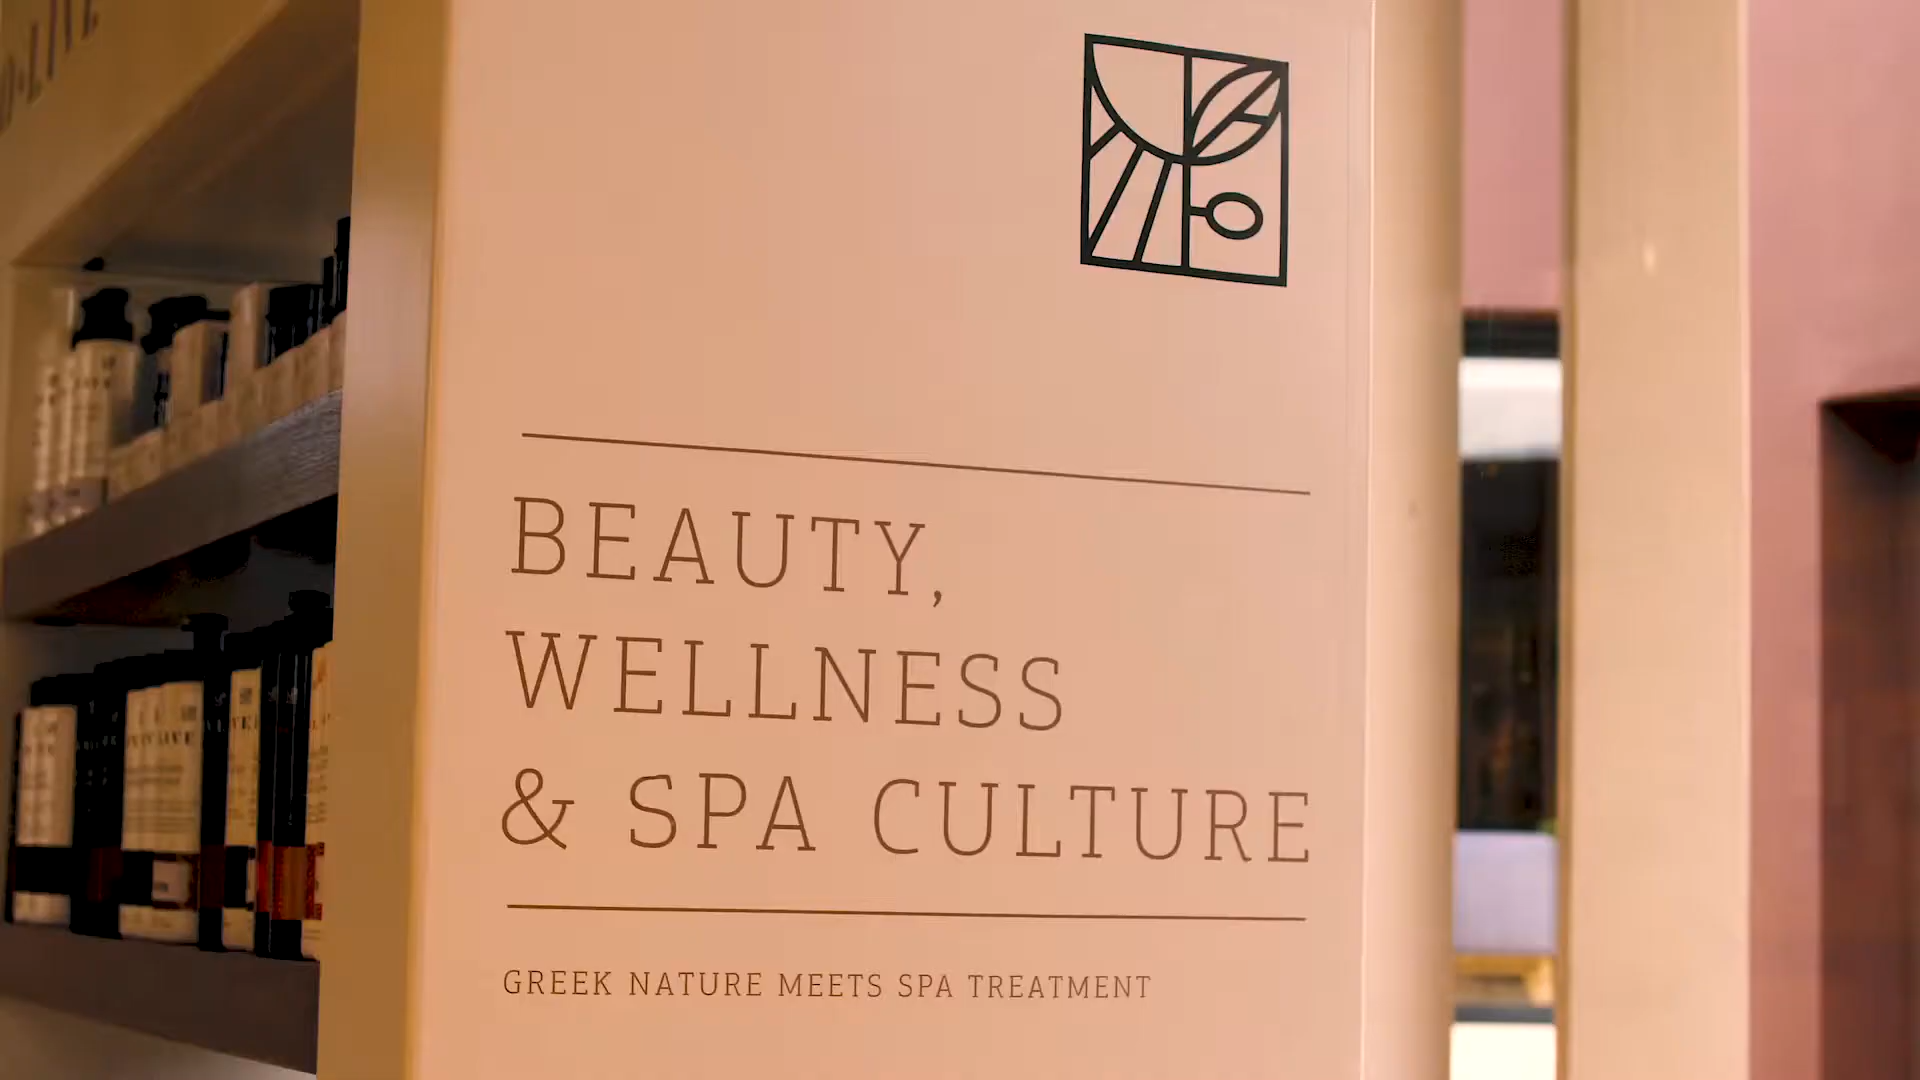 BEAUTY,
WELLNESS
& SPA CULTURE
GREEK NATURE MEETS SPA TREATMENT